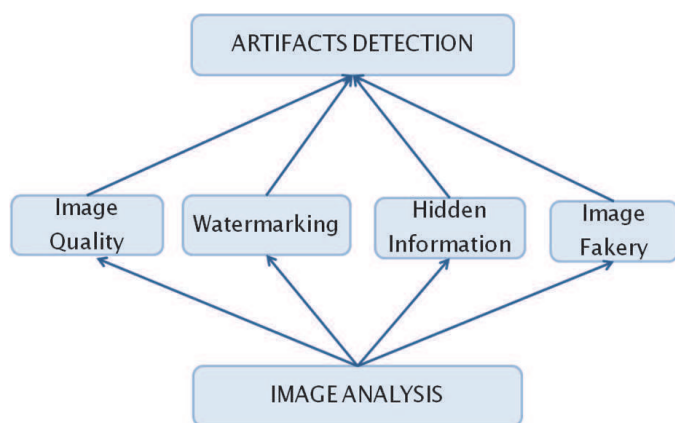 ARTIFACTS DETECTION
Image
Quality
Watermarking
Hidden
Information
Image
Fakery
IMAGE ANALYSIS